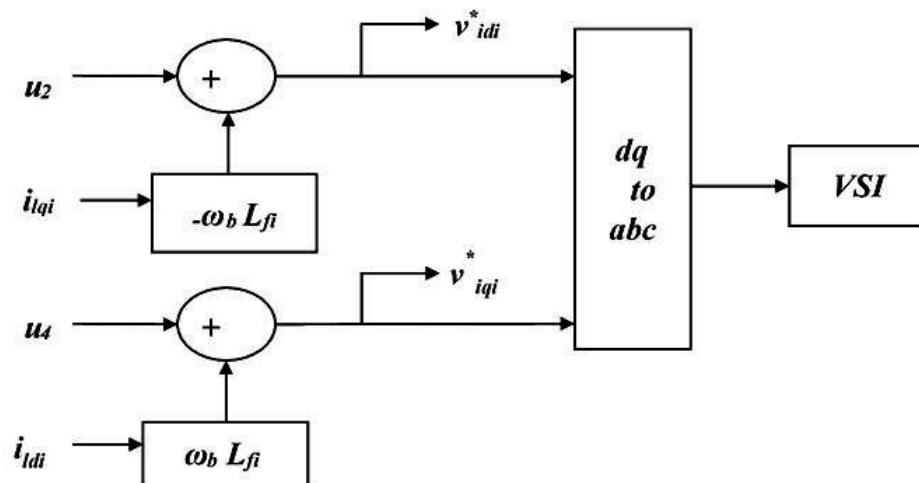 v*idi
+
u2
dq
to
abc
VSI
ilqi
-ωb Lfi
v*iqi
+
u4
ildi
ωb Lfi